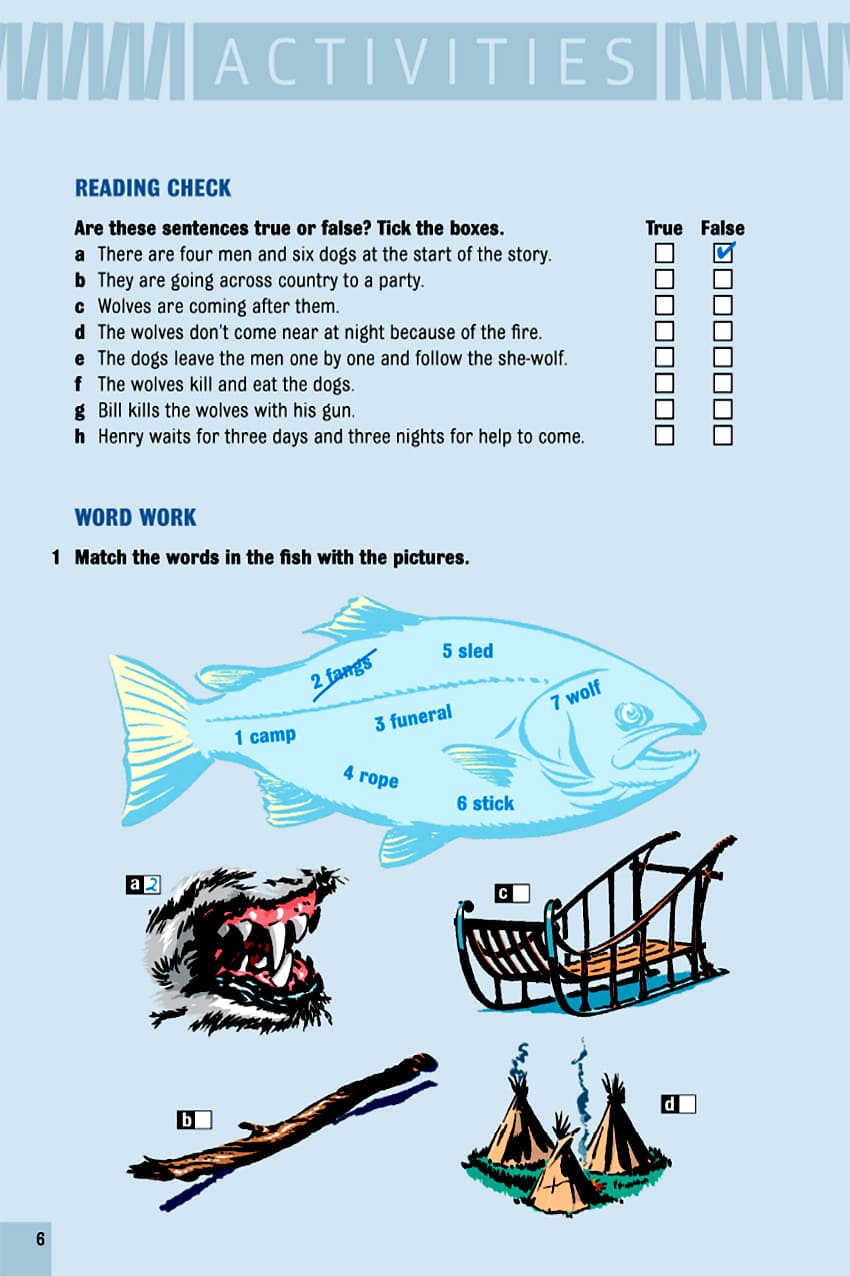 ACTIVITIES
READING CHECK
Are these sentences true or false? Tick the boxes. True False
a There are four men and six dogs at the start of the story.
b They are going across country to a party.
c Wolves are coming after them.
d The wolves don't come near at night because of the fire.
e The dogs leave the men one by one and follow the she-wolf.
f The wolves kill and eat the dogs.
g Bill kills the wolves with his gun.
h Henry waits for three days and three nights for help to come.
WORD WORK
1 Match the words in the fish with the pictures.
5 sled
2 fangs
7 wolf
3 funeral
1 camp
4 rope
6 stick
a 2
c
b
d
6